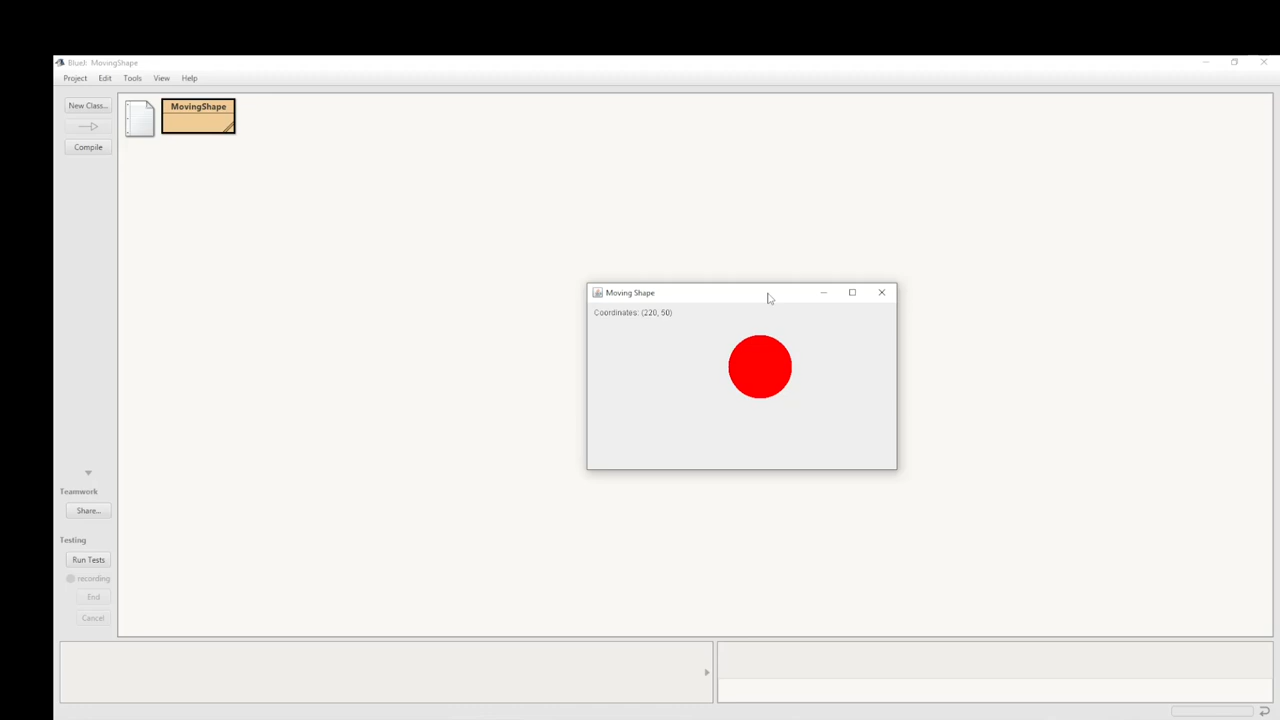 BlueJ: MovingShape
Project Edit Tools View Help
New Class...
Compile
MovingShape
Moving Shape
Coordinates: (220, 50)
Teamwork
Share...
Testing
Run Tests
recording
End
Cancel